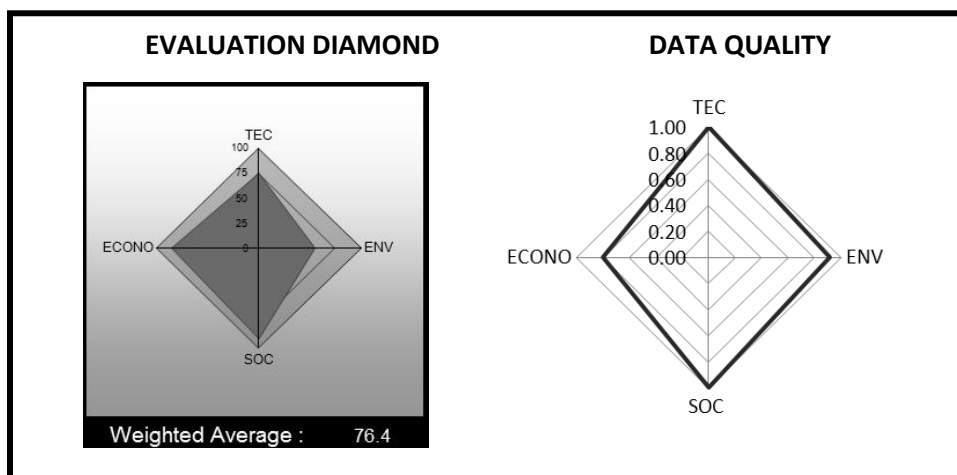 EVALUATION DIAMOND
TEC
100
75
50
25
0
ECONO
ENV
SOC
Weighted Average : 76.4
DATA QUALITY
TEC
1.00
0.80
0.60
0.40
0.20
0.00
ECONO
ENV
SOC